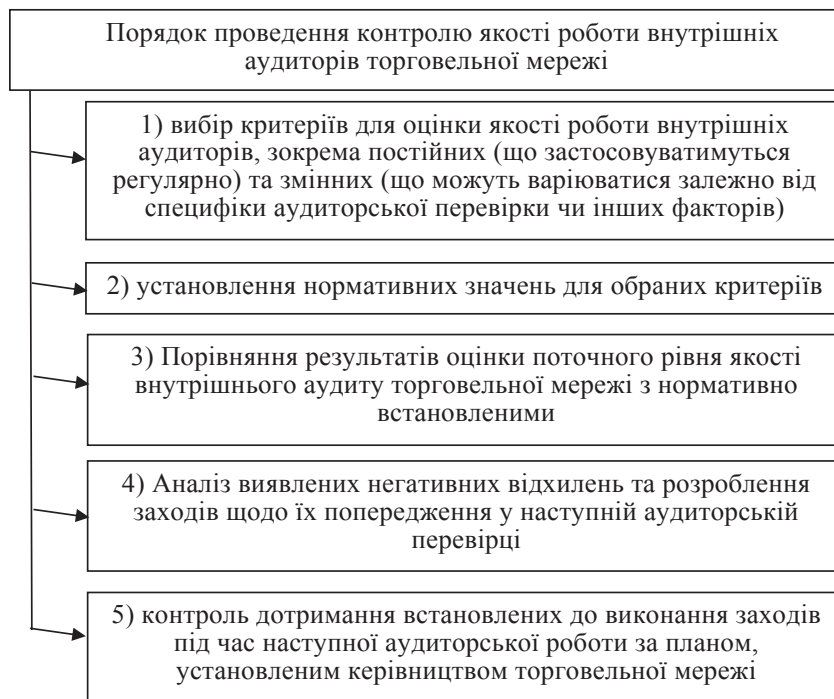 Порядок проведення контролю якості роботи внутрішніх
аудиторів торговельної мережі
1) вибір критеріїв для оцінки якості роботи внутрішніх
аудиторів, зокрема постійних (що застосовуватимуться
регулярно) та змінних (що можуть варіюватися залежно від
специфіки аудиторської перевірки чи інших факторів)
2) установлення нормативних значень для обраних критеріїв
3) Порівняння результатів оцінки поточного рівня якості
внутрішнього аудиту торговельної мережі з нормативно
встановленими
4) Аналіз виявлених негативних відхилень та розроблення
заходів щодо їх попередження у наступній аудиторській
перевірці
5) контроль дотримання встановлених до виконання заходів
під час наступної аудиторської роботи за планом,
установленим керівництвом торговельної мережі